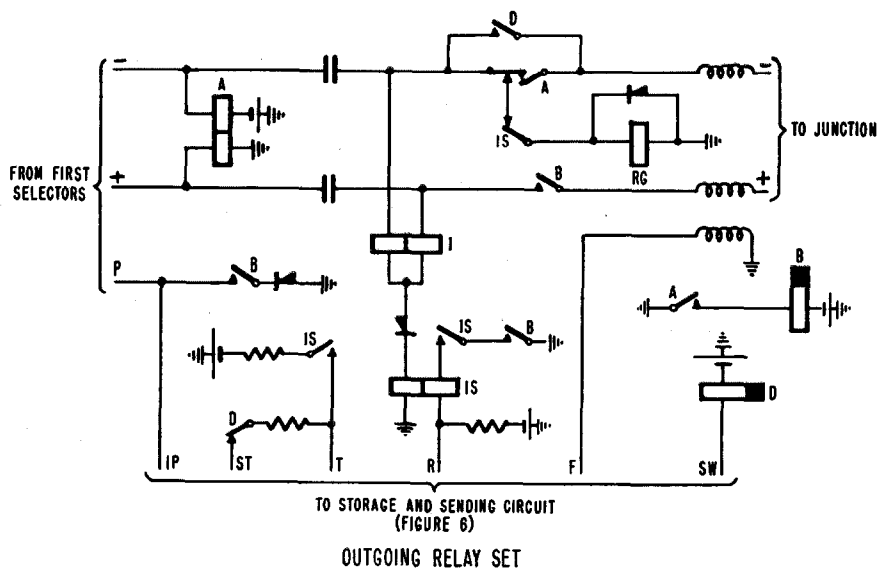 D
−
A
−
A
TO JUNCTION
IS
FROM FIRST
SELECTORS
RG
+
B
+
I
P
B
B
A
IS
IS
B
IS
D
D
IP
ST
T
R
F
SW
TO STORAGE AND SENDING CIRCUIT
(FIGURE 6)
OUTGOING RELAY SET